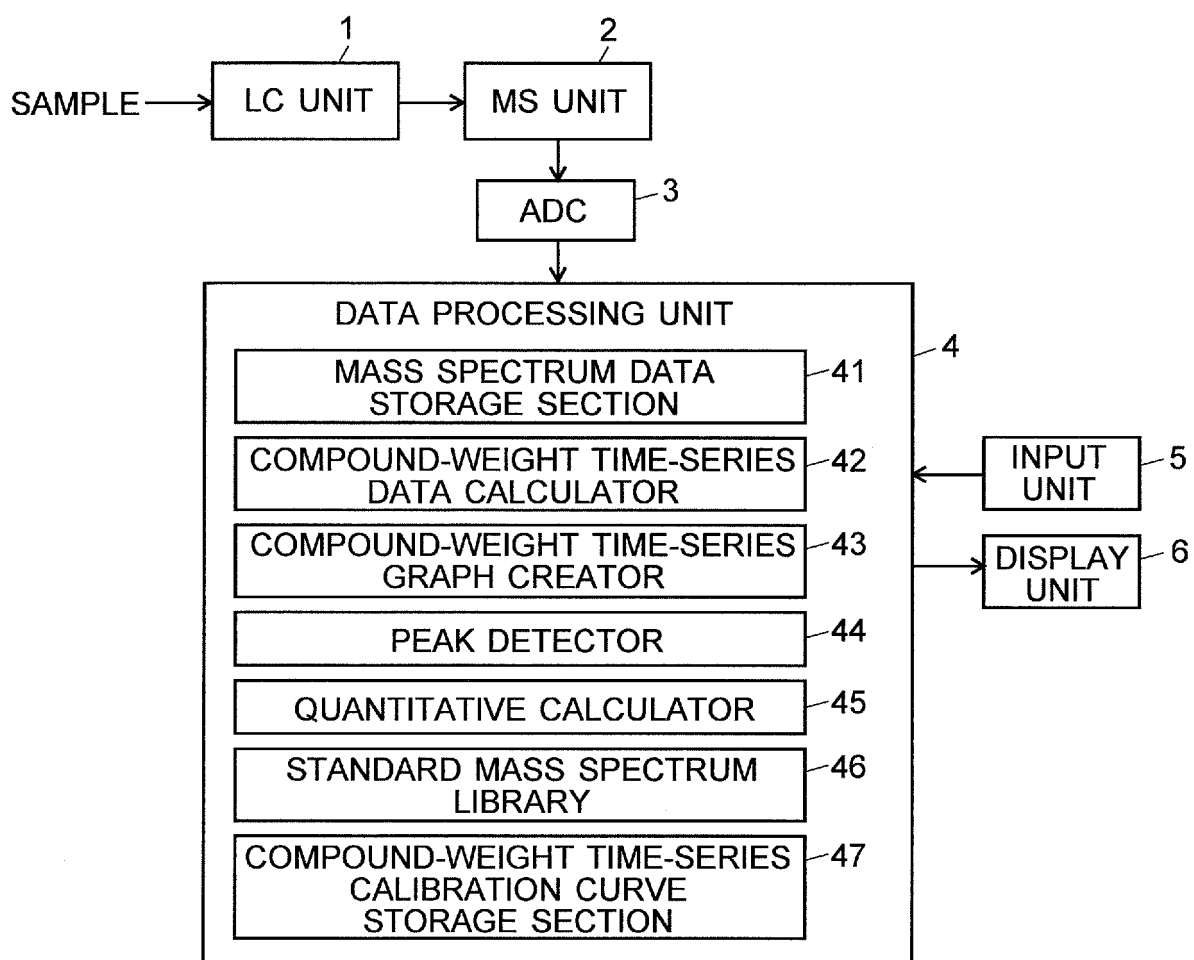 1
2
SAMPLE
LC UNIT
MS UNIT
ADC
3
DATA PROCESSING UNIT
4
MASS SPECTRUM DATA
STORAGE SECTION
41
COMPOUND-WEIGHT TIME-SERIES
DATA CALCULATOR
42
COMPOUND-WEIGHT TIME-SERIES
GRAPH CREATOR
43
PEAK DETECTOR
44
QUANTITATIVE CALCULATOR
45
STANDARD MASS SPECTRUM
LIBRARY
46
COMPOUND-WEIGHT TIME-SERIES
CALIBRATION CURVE
STORAGE SECTION
47
INPUT
UNIT
5
DISPLAY
UNIT
6